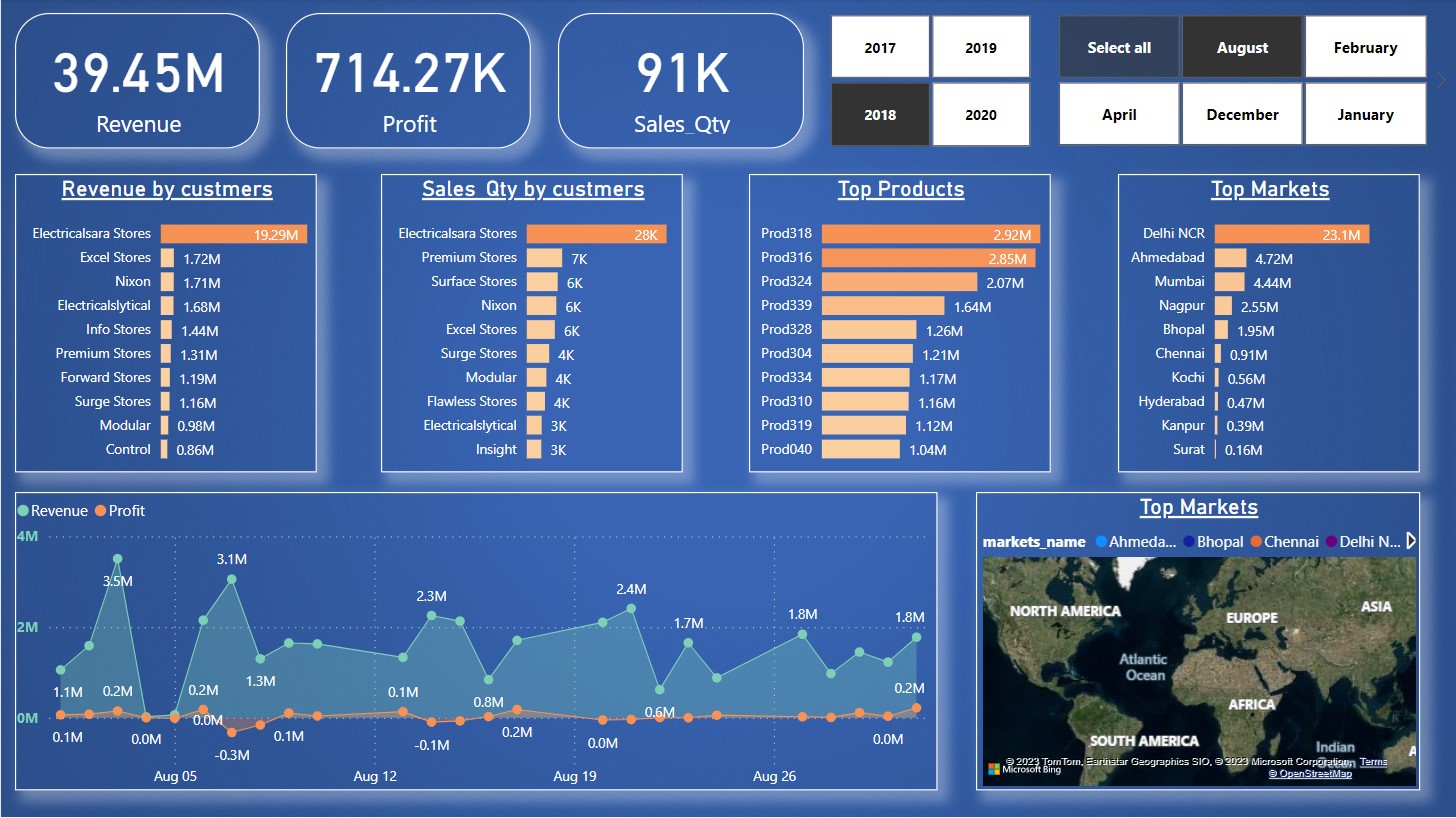 39.45M
Revenue
714.27K
Profit
91K
Sales_Qty
2017
2019
2018
2020
Select all
August
February
April
December
January
Revenue by custmers
Electricalsara Stores 19.29M
Excel Stores 1.72M
Nixon 1.71M
Electricalslytical 1.68M
Info Stores 1.44M
Premium Stores 1.31M
Forward Stores 1.19M
Surge Stores 1.16M
Modular 0.98M
Control 0.86M
Sales_Qty by custmers
Electricalsara Stores 28K
Premium Stores 7K
Surface Stores 6K
Nixon 6K
Excel Stores 6K
Surge Stores 4K
Modular 4K
Flawless Stores 4K
Electricalslytical 3K
Insight 3K
Top Products
Prod318 2.92M
Prod316 2.85M
Prod324 2.07M
Prod339 1.64M
Prod328 1.26M
Prod304 1.21M
Prod334 1.17M
Prod310 1.16M
Prod319 1.12M
Prod040 1.04M
Top Markets
Delhi NCR 23.1M
Ahmedabad 4.72M
Mumbai 4.44M
Nagpur 2.55M
Bhopal 1.95M
Chennai 0.91M
Kochi 0.56M
Hyderabad 0.47M
Kanpur 0.39M
Surat 0.16M
Revenue Profit
4M
3.1M
3.5M
2.3M
2.4M
1.8M
1.7M
1.8M
2M
1.3M
1.1M 0.2M 0.2M 0.1M 0.2M
0.8M
0.6M
0M
0.0M
0.1M 0.0M 0.1M 0.2M 0.0M 0.0M
-0.3M -0.1M
Aug 05 Aug 12 Aug 19 Aug 26
Top Markets
markets_name Ahmeda... Bhopal Chennai Delhi N...
NORTH AMERICA
EUROPE
ASIA
Atlantic
Ocean
AFRICA
SOUTH AMERICA
Indian
Ocean
A
© 2023 TomTom, Earthstar Geographics SIO, © 2023 Microsoft Corporation, Terms
Microsoft Bing
© OpenStreetMap